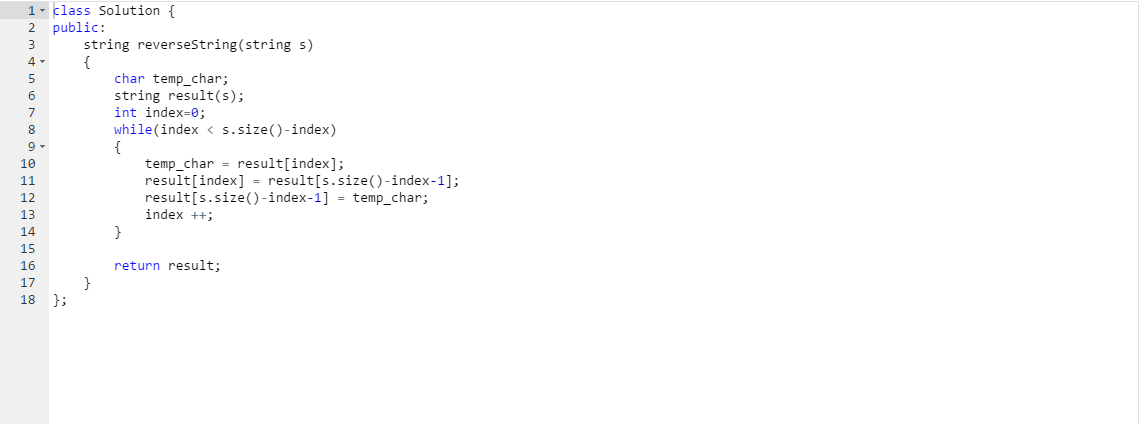 1 class Solution {
2 public:
3     string reverseString(string s)
4     {
5         char temp_char;
6         string result(s);
7         int index=0;
8         while(index < s.size()-index)
9         {
10             temp_char = result[index];
11             result[index] = result[s.size()-index-1];
12             result[s.size()-index-1] = temp_char;
13             index ++;
14         }
15
16         return result;
17     }
18 };